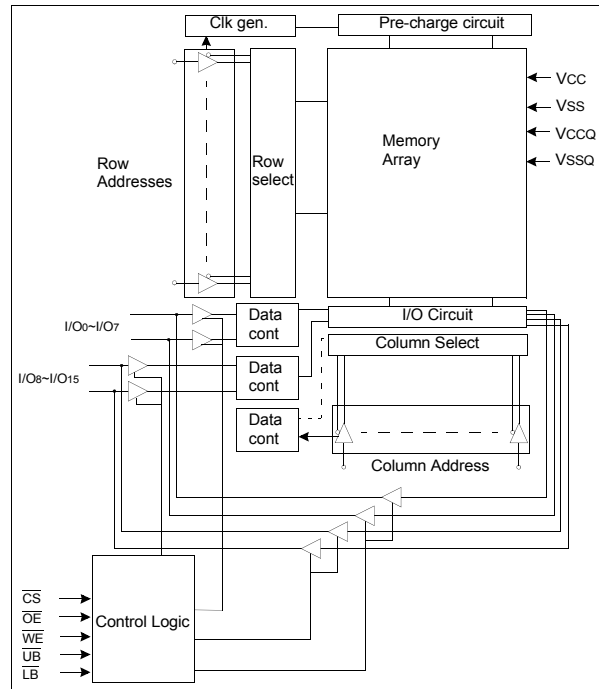 Clk gen.
Pre-charge circuit
Row
Addresses
Row
select
Memory
Array
VCC
VSS
VCCQ
VSSQ
I/O0~I/O7
Data
cont
I/O Circuit
Column Select
I/O8~I/O15
Data
cont
Data
cont
Column Address
CS
OE
WE
UB
LB
Control Logic